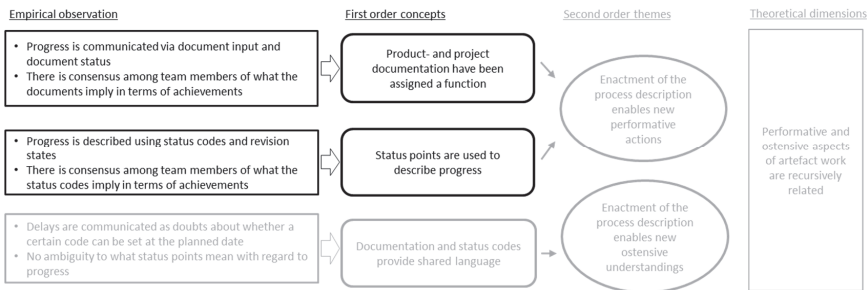 Empirical observation
First order concepts
Second order themes
Theoretical dimensions
• Progress is communicated via document input and
document status
• There is consensus among team members of what the
documents imply in terms of achievements
Product- and project
documentation have been
assigned a function
Enactment of the
process description
enables new
performative
actions
Performative and
ostensive aspects
of artefact work
are recursively
related
• Progress is described using status codes and revision
states
• There is consensus among team members of what the
status codes imply in terms of achievements
Status points are used to
describe progress
• Delays are communicated as doubts about whether a
certain code can be set at the planned date
• No ambiguity to what status points mean with regard to
progress
Documentation and status codes
provide shared language
Enactment of the
process description
enables new
ostensive
understandings